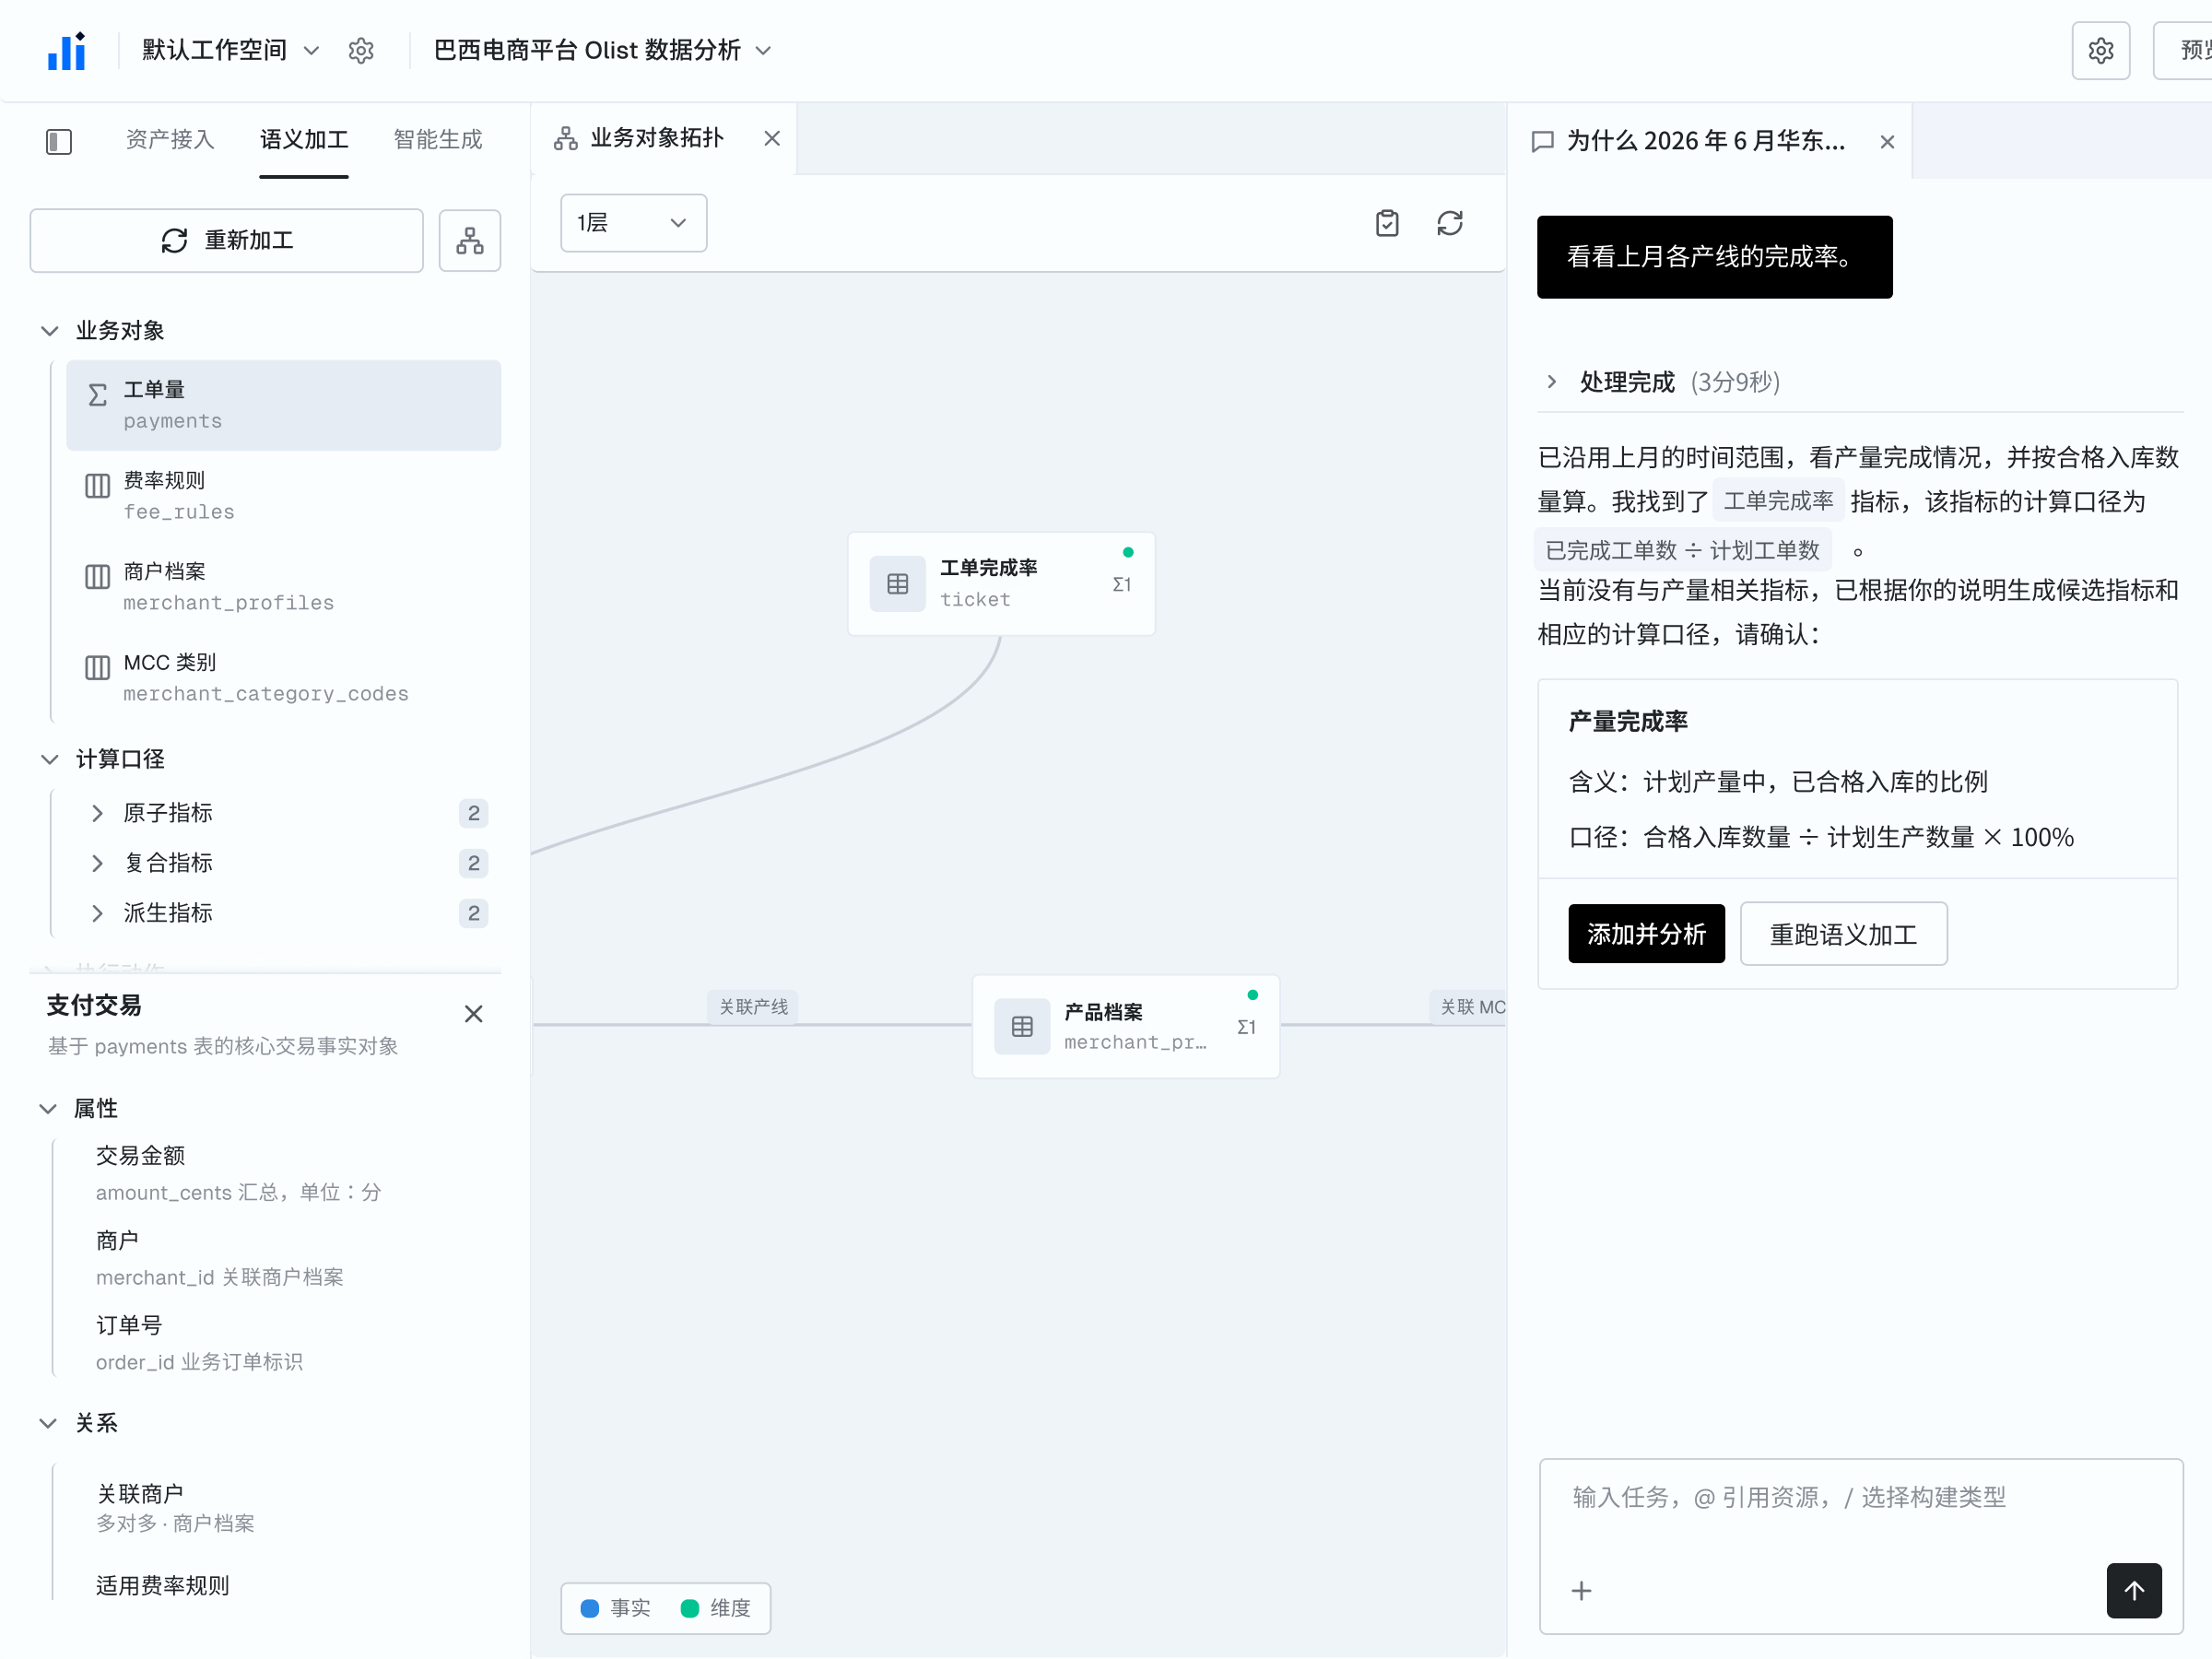 默认工作空间
巴西电商平台 Olist 数据分析
资产接入
语义加工
智能生成
重新加工
业务对象
工单量
payments
费率规则
fee_rules
商户档案
merchant_profiles
MCC 类别
merchant_category_codes
计算口径
原子指标
2
复合指标
2
派生指标
2
支付交易
基于 payments 表的核心交易事实对象
属性
交易金额
amount_cents 汇总，单位：分
商户
merchant_id 关联商户档案
订单号
order_id 业务订单标识
关系
关联商户
多对多 · 商户档案
适用费率规则
业务对象拓扑
1层
工单完成率
ticket
Σ1
关联产线
产品档案
merchant_pr...
Σ1
关联 MC
事实
维度
为什么 2026 年 6 月华东...
看看上月各产线的完成率。
处理完成 (3分9秒)
已沿用上月的时间范围，看产量完成情况，并按合格入库数
量算。我找到了 工单完成率 指标，该指标的计算口径为
已完成工单数 ÷ 计划工单数 。
当前没有与产量相关指标，已根据你的说明生成候选指标和
相应的计算口径，请确认：
产量完成率
含义：计划产量中，已合格入库的比例
口径：合格入库数量 ÷ 计划生产数量 × 100%
添加并分析
重跑语义加工
输入任务，@ 引用资源，/ 选择构建类型